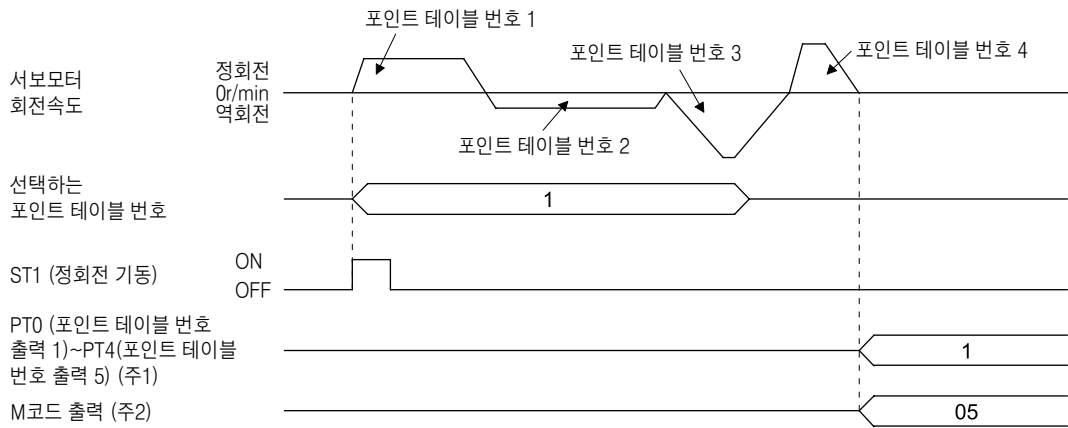 포인트 테이블 번호 1
포인트 테이블 번호 3
포인트 테이블 번호 4
서보모터
회전속도
정회전
0r/min
역회전
포인트 테이블 번호 2
선택하는
포인트 테이블 번호
1
ST1 (정회전 기동)
ON
OFF
PT0 (포인트 테이블 번호
출력 1)~PT4(포인트 테이블
번호 출력 5) (주1)
1
M코드 출력 (주2)
05